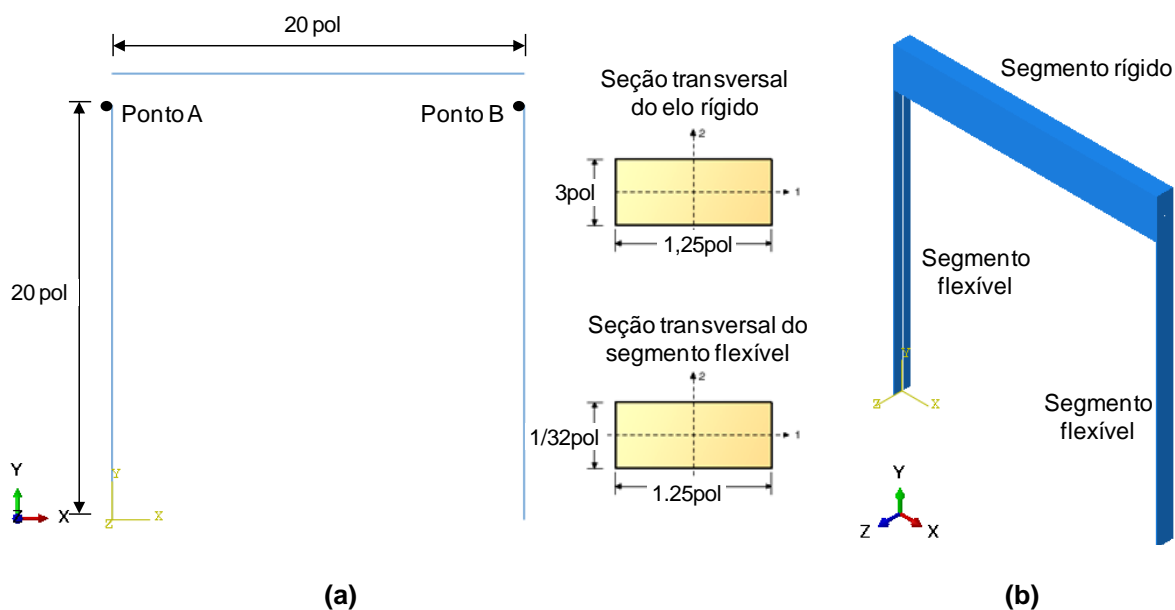 20 pol
Ponto A
Ponto B
20 pol
Y
X
Z
Y
X
Z
(a)
Seção transversal
do elo rígido
2
3pol
1
1,25pol
Seção transversal do
segmento flexível
2
1/32pol
1
1.25pol
Segmento rígido
Segmento
flexível
Segmento
flexível
Y
Z
X
Y
Z
X
(b)